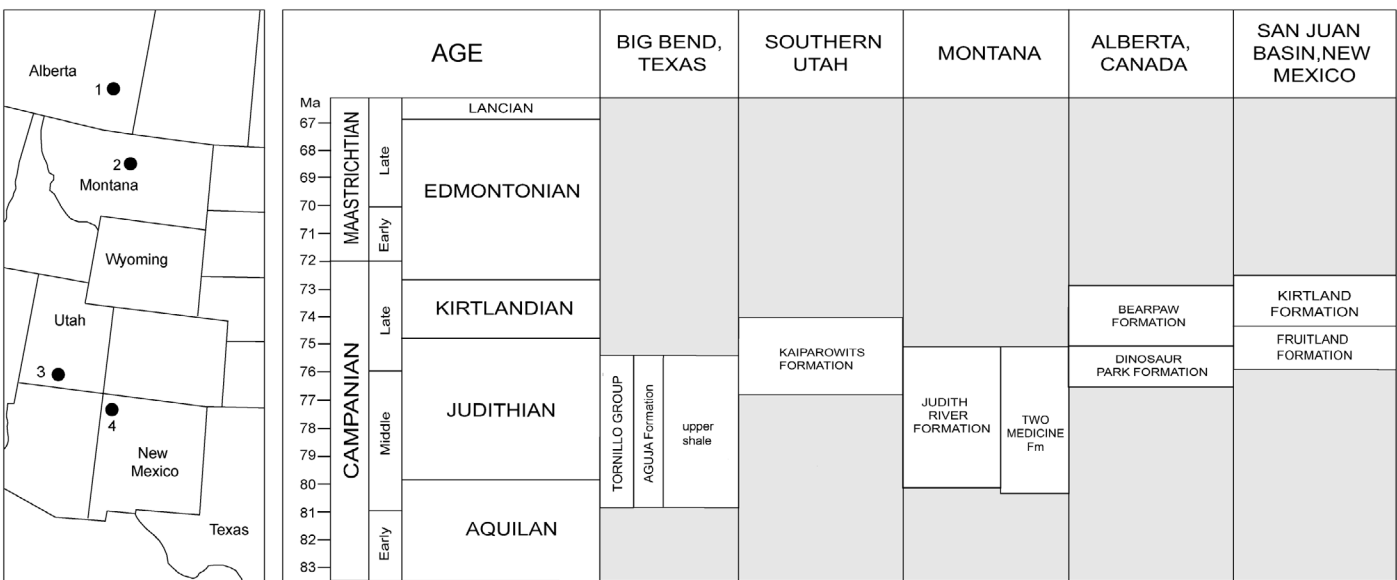 Alberta
1
2
Montana
Wyoming
Utah
3
4
New
Mexico
Texas
AGE
BIG BEND,
TEXAS
SOUTHERN
UTAH
MONTANA
ALBERTA,
CANADA
SAN JUAN
BASIN,NEW
MEXICO
Ma
67
68
69
70
71
72
73
74
75
76
77
78
79
80
81
82
83
MAASTRICHTIAN
CAMPANIAN
Late
Early
Late
Middle
Early
LANCIAN
EDMONTONIAN
KIRTLANDIAN
JUDITHIAN
AQUILAN
TORNILLO GROUP
AGUJA Formation
upper
shale
KAIPAROWITS
FORMATION
JUDITH
RIVER
FORMATION
TWO
MEDICINE
Fm
BEARPAW
FORMATION
DINOSAUR
PARK FORMATION
KIRTLAND
FORMATION
FRUITLAND
FORMATION